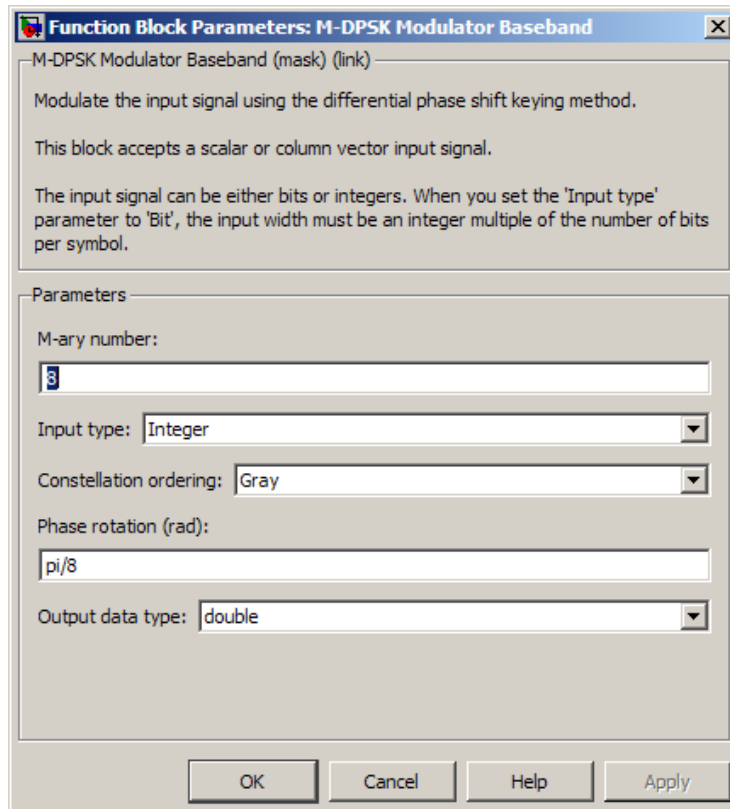 Function Block Parameters: M-DPSK Modulator Baseband
M-DPSK Modulator Baseband (mask) (link)
Modulate the input signal using the differential phase shift keying method.
This block accepts a scalar or column vector input signal.
The input signal can be either bits or integers. When you set the 'Input type'
parameter to 'Bit', the input width must be an integer multiple of the number of bits
per symbol.
Parameters
M-ary number:
8
Input type: Integer
Constellation ordering: Gray
Phase rotation (rad):
pi/8
Output data type: double
OK Cancel Help Apply